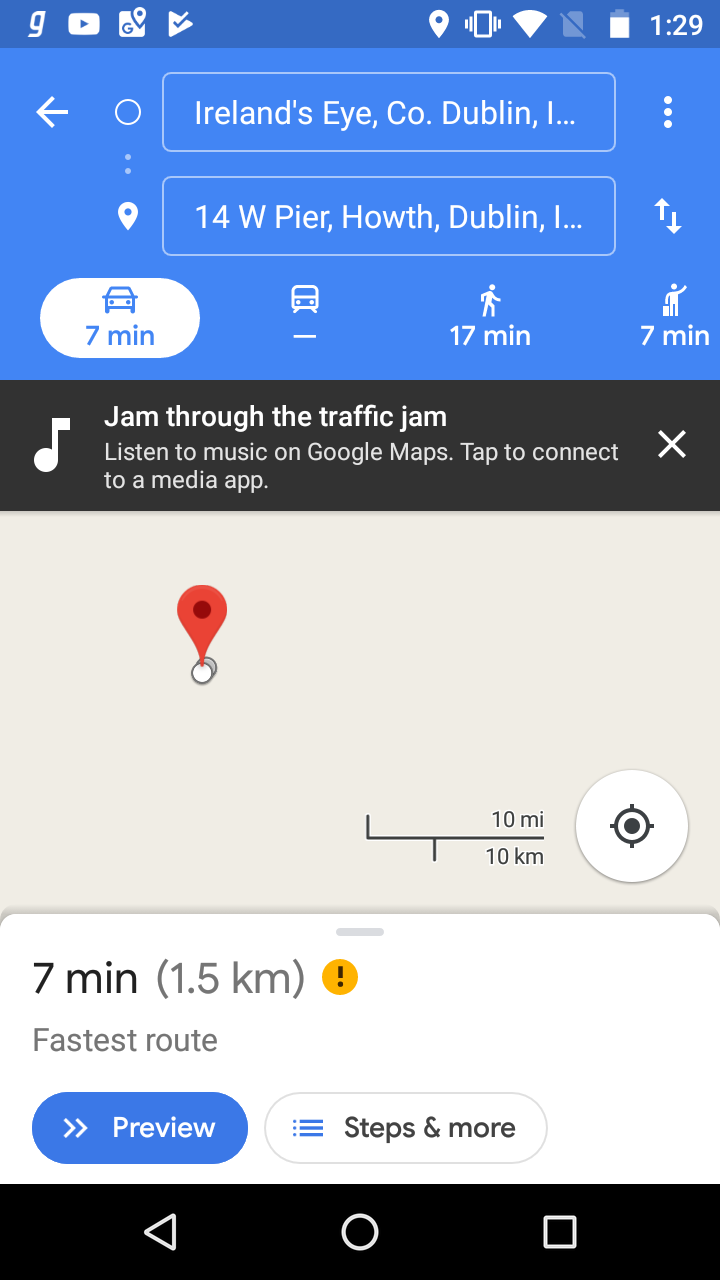 1:29
Ireland's Eye, Co. Dublin, I...
14 W Pier, Howth, Dublin, I...
7 min
—
17 min
7 min
Jam through the traffic jam
Listen to music on Google Maps. Tap to connect
to a media app.
10 mi
10 km
7 min (1.5 km)
Fastest route
Preview
Steps & more